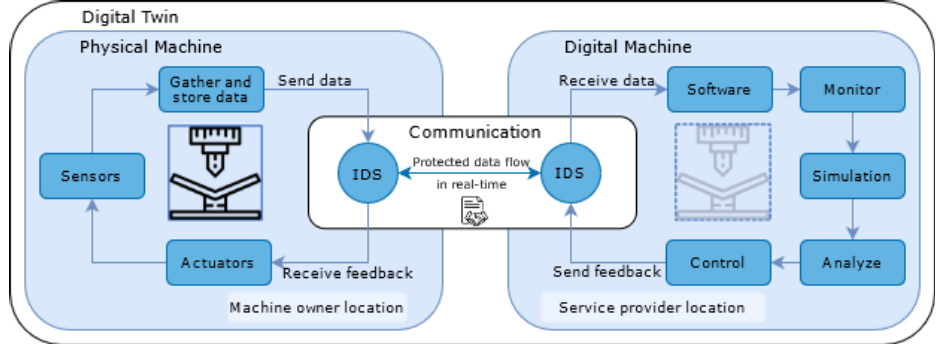 Digital Twin
Physical Machine
Gather and
store data
Send data
Sensors
IDS
Actuators
Receive feedback
Machine owner location
Communication
Protected data flow
in real-time
Digital Machine
Receive data
Software
Monitor
IDS
Simulation
Send feedback
Control
Analyze
Service provider location